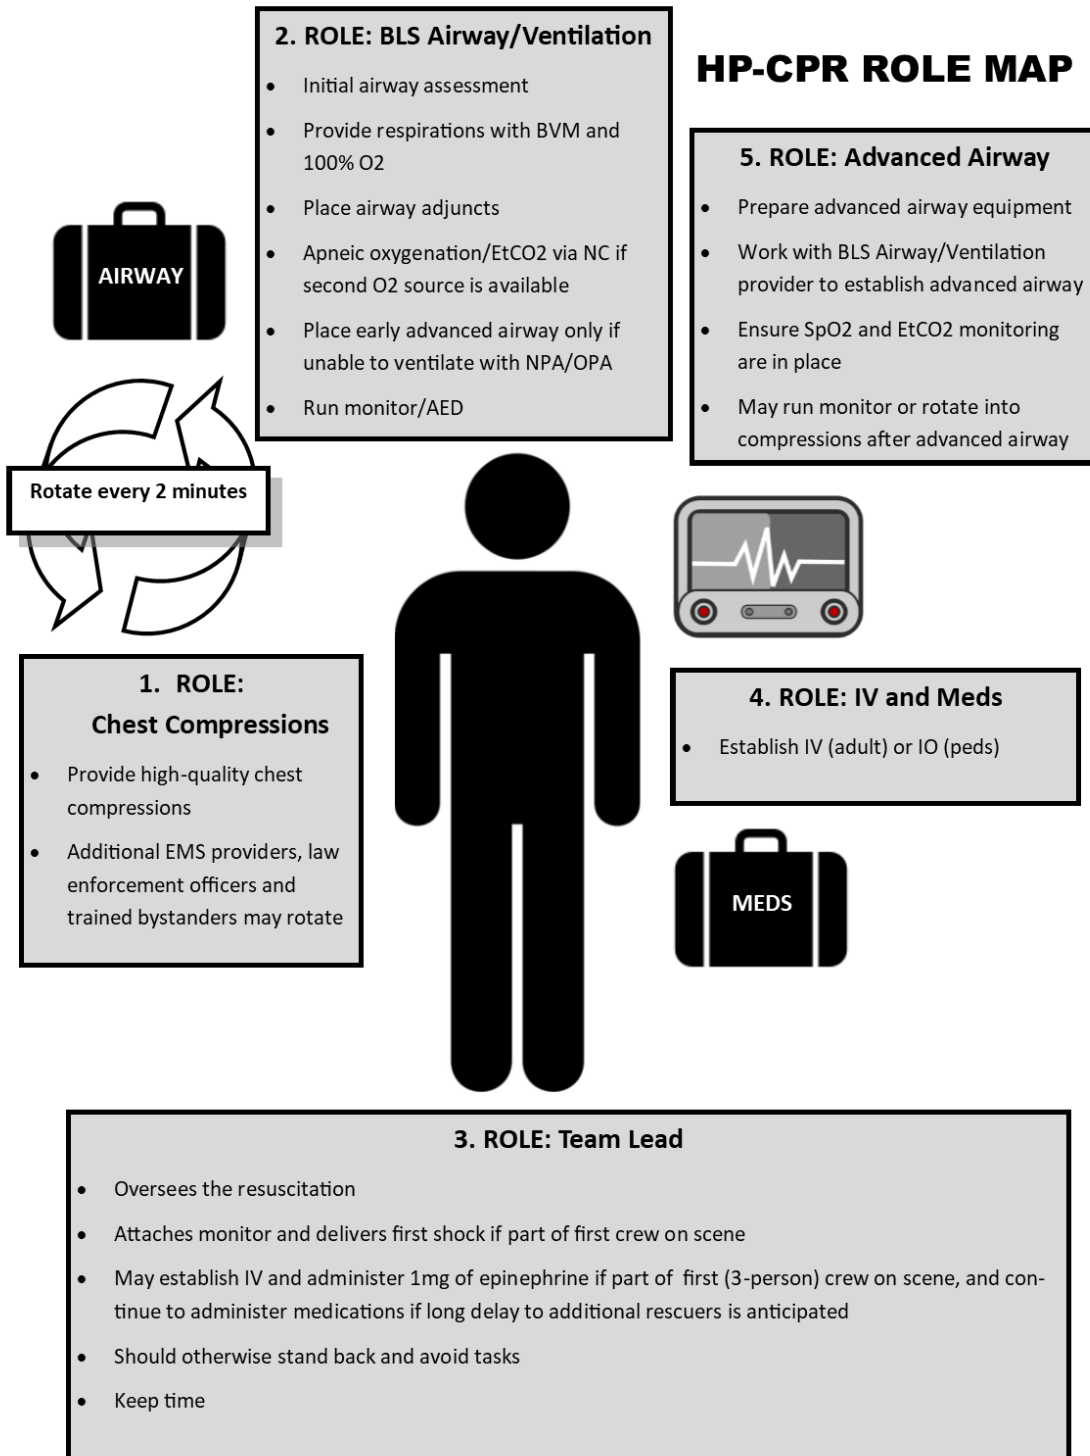 HP-CPR ROLE MAP
2. ROLE: BLS Airway/Ventilation
• Initial airway assessment
• Provide respirations with BVM and
100% O2
• Place airway adjuncts
• Apneic oxygenation/EtCO2 via NC if
second O2 source is available
• Place early advanced airway only if
unable to ventilate with NPA/OPA
• Run monitor/AED
5. ROLE: Advanced Airway
• Prepare advanced airway equipment
• Work with BLS Airway/Ventilation
provider to establish advanced airway
• Ensure SpO2 and EtCO2 monitoring
are in place
• May run monitor or rotate into
compressions after advanced airway
AIRWAY
Rotate every 2 minutes
1. ROLE:
Chest Compressions
• Provide high-quality chest
compressions
• Additional EMS providers, law
enforcement officers and
trained bystanders may rotate
4. ROLE: IV and Meds
• Establish IV (adult) or IO (peds)
MEDS
3. ROLE: Team Lead
• Oversees the resuscitation
• Attaches monitor and delivers first shock if part of first crew on scene
• May establish IV and administer 1mg of epinephrine if part of first (3-person) crew on scene, and con-
tinue to administer medications if long delay to additional rescuers is anticipated
• Should otherwise stand back and avoid tasks
• Keep time